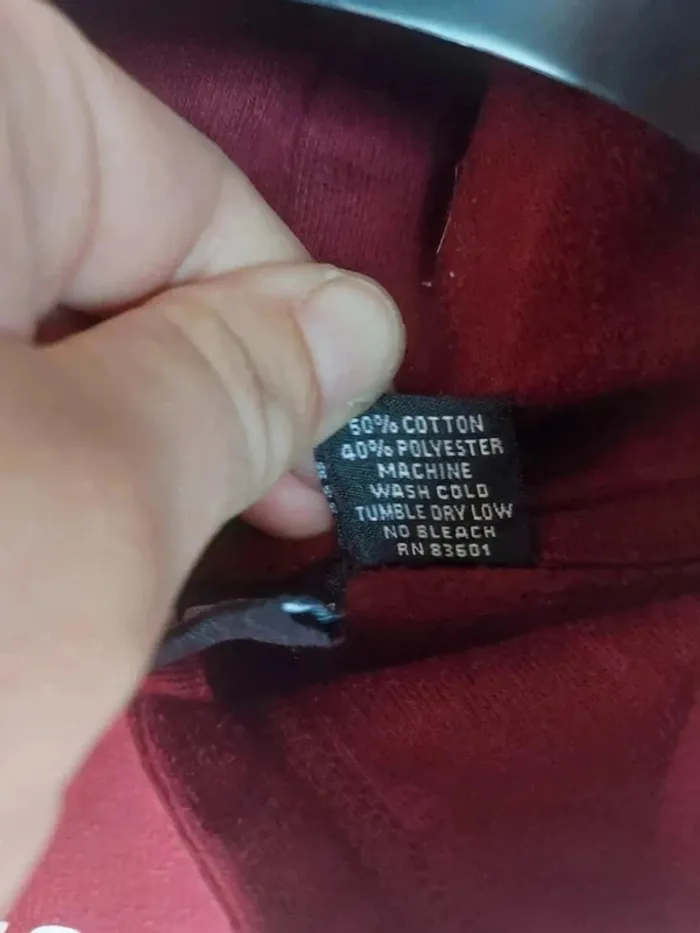 60% COTTON
40% POLYESTER
MACHINE
WASH COLD
TUMBLE DRY LOW
NO BLEACH
RN 83601